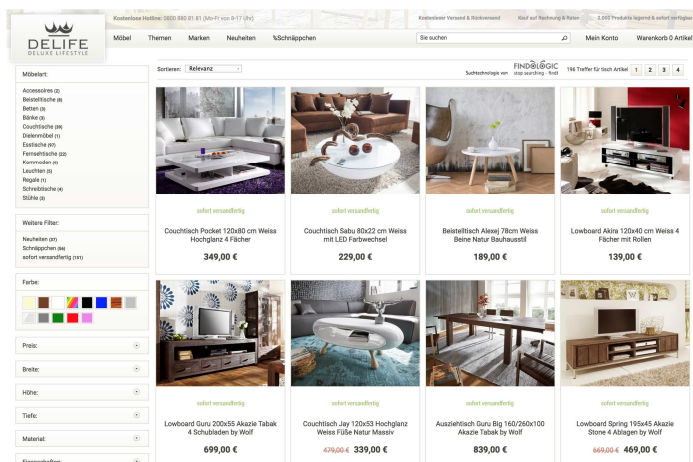 Kostenlose Hotline: 0800 880 81 81 (Mo-Fr von 8-17 Uhr)
Kostenloser Versand & Rückversand
Kauf auf Rechnung & Raten
2.000 Produkte lagernd & sofort verfügbar
DELIFE
DELUXE LIFESTYLE
Möbel
Themen
Marken
Neuheiten
%Schnäppchen
Sie suchen
Mein Konto
Warenkorb 0 Artikel
Möbelart:
Accessoires (2)
Beistelltische (8)
Betten (3)
Bänke (3)
Couchtische (39)
Dielenmöbel (1)
Esstische (97)
Fernsehtische (22)
Kommoden
Leuchten (3)
Regale (1)
Schreibtische (4)
Stühle (3)
Weitere Filter:
Neuheiten (37)
Schnäppchen (56)
sofort versandfertig (151)
Farbe:
Preis:
Breite:
Höhe:
Tiefe:
Material:
Eigenschaften:
Sortieren: Relevanz
Suchtechnologie von
FINDOLOGIC
stop searching - find!
196 Treffer für tisch Artikel 1 2 3 4
sofort versandfertig
Couchtisch Pocket 120x80 cm Weiss
Hochglanz 4 Fächer
349,00 €
sofort versandfertig
Couchtisch Sabu 80x22 cm Weiss
mit LED Farbwechsel
229,00 €
sofort versandfertig
Beistelltisch Alexej 78cm Weiss
Beine Natur Bauhausstil
189,00 €
sofort versandfertig
Lowboard Akira 120x40 cm Weiss 4
Fächer mit Rollen
139,00 €
sofort versandfertig
Lowboard Guru 200x55 Akazie Tabak
4 Schubladen by Wolf
699,00 €
sofort versandfertig
Couchtisch Jay 120x53 Hochglanz
Weiss Füße Natur Massiv
479,00 € 339,00 €
sofort versandfertig
Ausziehtisch Guru Big 160/260x100
Akazie Tabak by Wolf
839,00 €
sofort versandfertig
Lowboard Spring 195x45 Akazie
Stone 4 Ablagen by Wolf
669,00 € 469,00 €